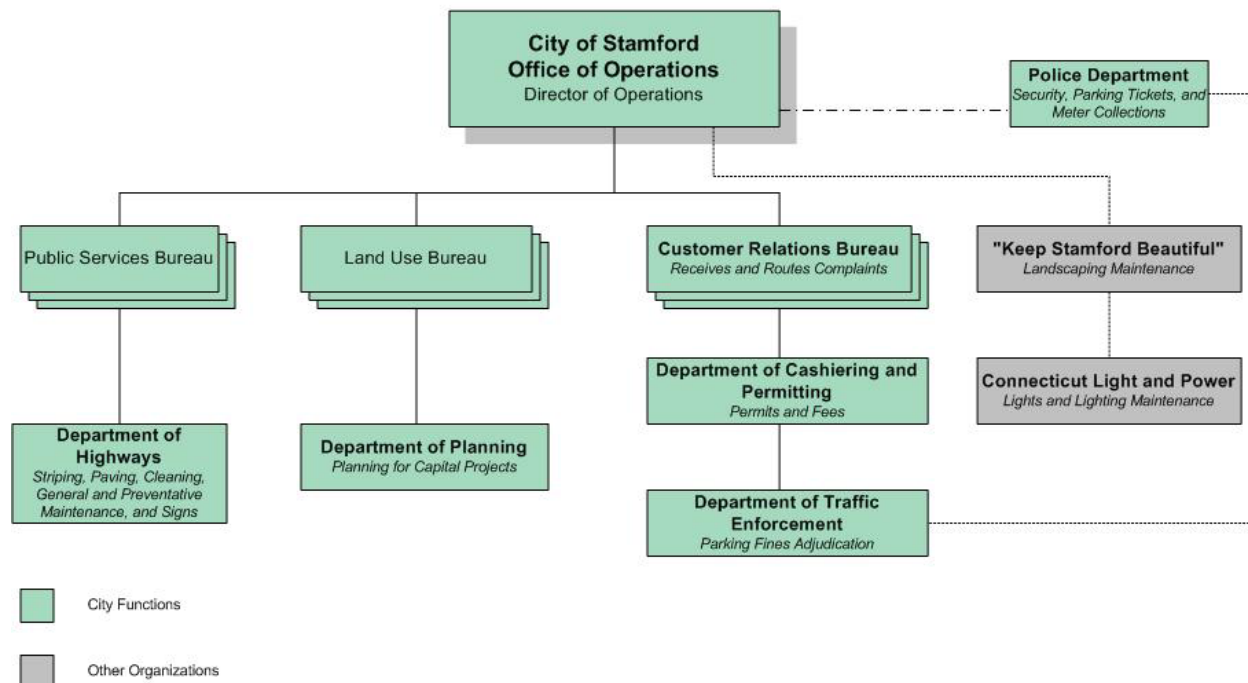 City of Stamford
Office of Operations
Director of Operations
Police Department
Security, Parking Tickets, and
Meter Collections
Public Services Bureau
Land Use Bureau
Customer Relations Bureau
Receives and Routes Complaints
"Keep Stamford Beautiful"
Landscaping Maintenance
Department of Cashiering and
Permitting
Permits and Fees
Connecticut Light and Power
Lights and Lighting Maintenance
Department of
Highways
Striping, Paving, Cleaning,
General and Preventative
Maintenance, and Signs
Department of Planning
Planning for Capital Projects
Department of Traffic
Enforcement
Parking Fines Adjudication
City Functions
Other Organizations